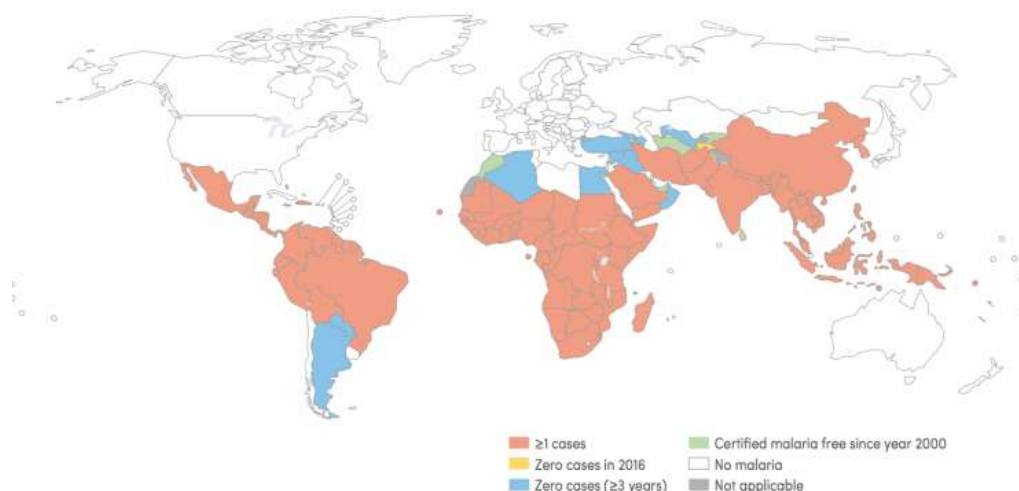 ≥1 cases
Zero cases in 2016
Zero cases (≥3 years)
Certified malaria free since year 2000
No malaria
Not applicable